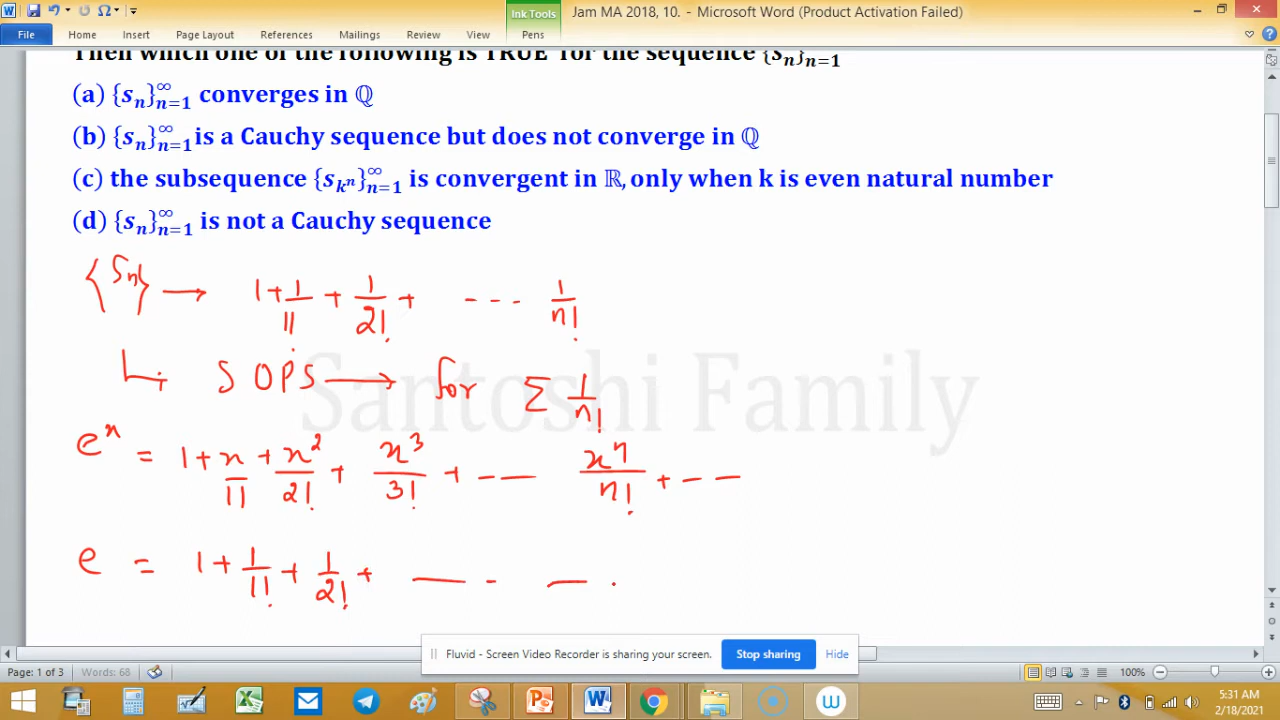 Ink Tools
Jam MA 2018, 10. - Microsoft Word (Product Activation Failed)
File Home Insert Page Layout References Mailings Review View Pens
Then which one of the following is TRUE for the sequence {sₙ}ₙ₌₁
(a) {sₙ}ₙ₌₁^∞ converges in ℚ
(b) {sₙ}ₙ₌₁^∞ is a Cauchy sequence but does not converge in ℚ
(c) the subsequence {s_{kⁿ}}ₙ₌₁^∞ is convergent in ℝ, only when k is even natural number
(d) {sₙ}ₙ₌₁^∞ is not a Cauchy sequence
{Sn} → 1 + 1/1! + 1/2! + --- 1/n!
SOPS → for Σ 1/n!
Santoshi Family
e^x = 1 + x/1! + x²/2! + x³/3! + -- xⁿ/n! + --
e = 1 + 1/1! + 1/2! + — - — .
Fluvid - Screen Video Recorder is sharing your screen. Stop sharing Hide
Page: 1 of 3 Words: 68 100%
5:31 AM
2/18/2021